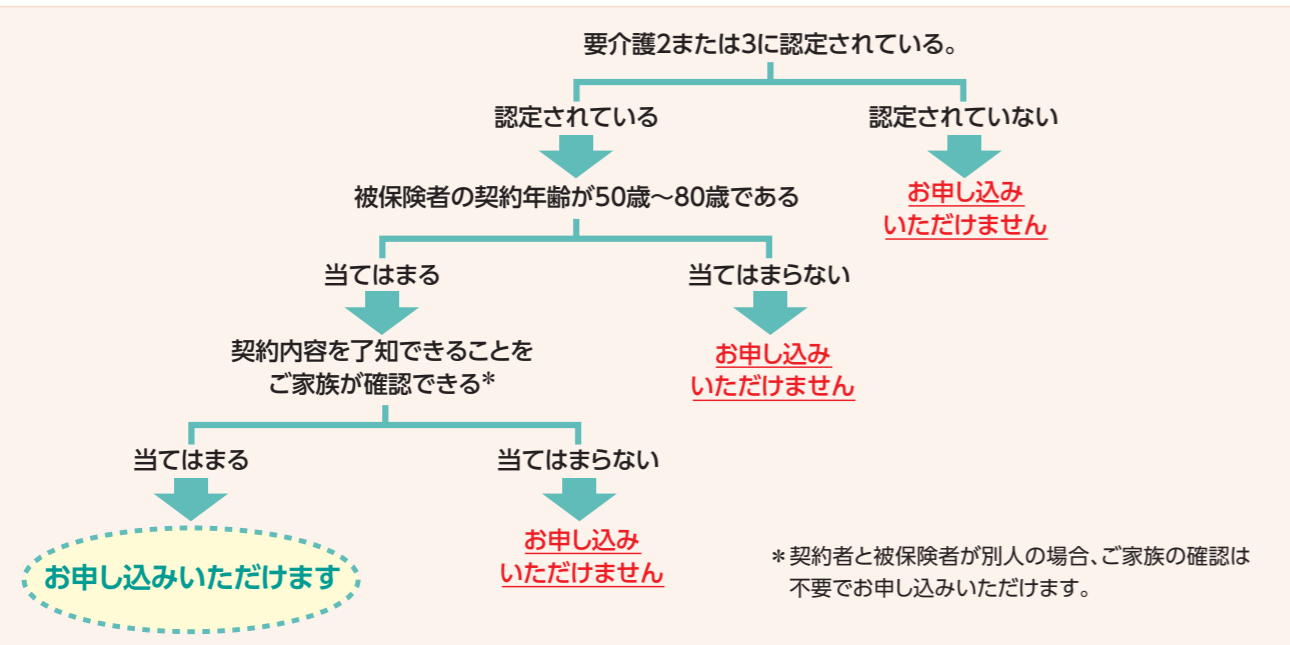 要介護2または3に認定されている。
認定されている
認定されていない
被保険者の契約年齢が50歳〜80歳である
お申し込み
いただけません
当てはまる
当てはまらない
契約内容を了知できることを
ご家族が確認できる*
お申し込み
いただけません
当てはまる
当てはまらない
お申し込みいただけます
お申し込み
いただけません
*契約者と被保険者が別人の場合、ご家族の確認は
不要でお申し込みいただけます。